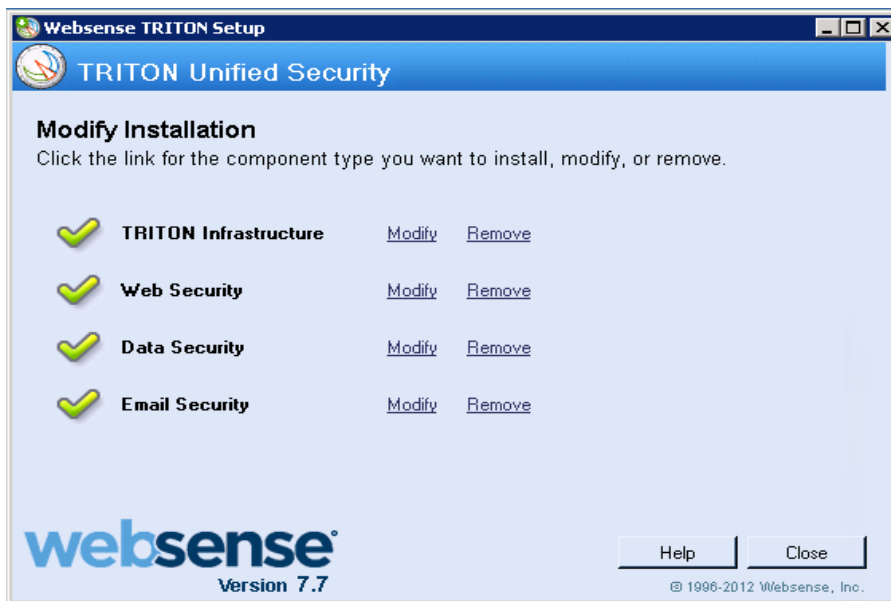 Websense TRITON Setup
TRITON Unified Security
Modify Installation
Click the link for the component type you want to install, modify, or remove.
TRITON Infrastructure Modify Remove
Web Security Modify Remove
Data Security Modify Remove
Email Security Modify Remove
websense®
Version 7.7
Help Close
© 1996-2012 Websense, Inc.